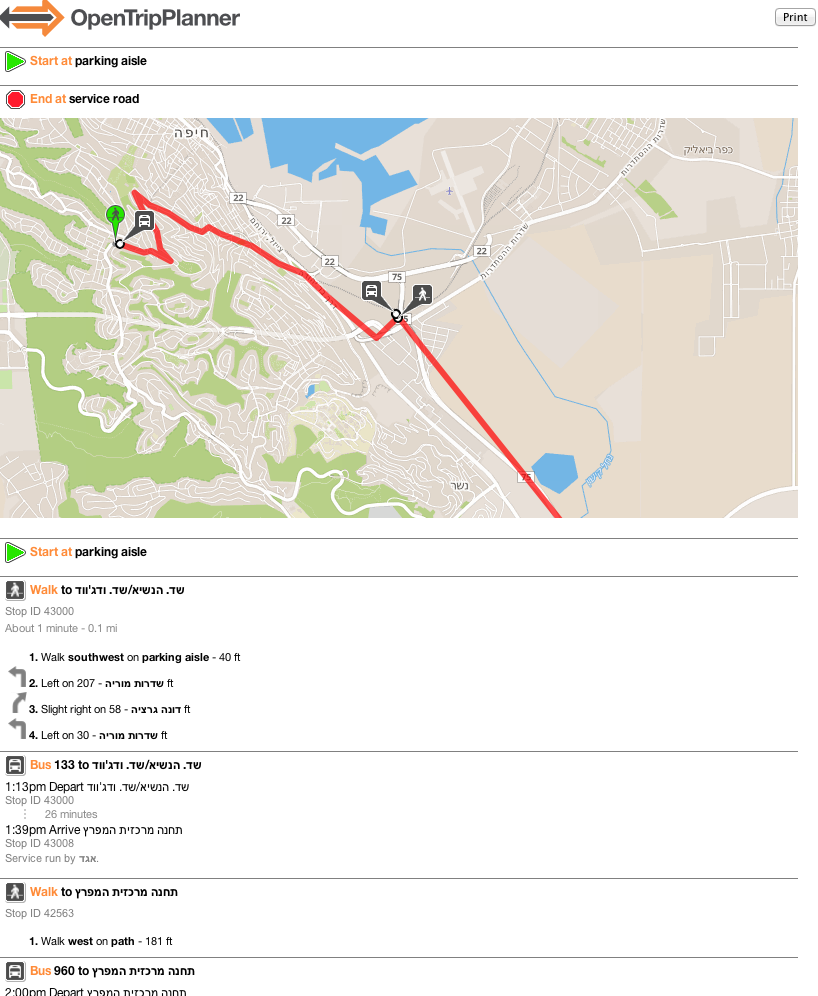 OpenTripPlanner
Print
Start at parking aisle
End at service road
חיפה
שדרות ההסתדרות
כפר ביאליק
22
22
22
22
75
שדרות ההסתדרות
75
נשר
Start at parking aisle
Walk to שד. הנשיא/שד. ודג'ווד
Stop ID 43000
About 1 minute - 0.1 mi
1. Walk southwest on parking aisle - 40 ft
2. Left on שדרות מוריה - 207 ft
3. Slight right on דונה גרציה - 58 ft
4. Left on שדרות מוריה - 30 ft
Bus 133 to שד. הנשיא/שד. ודג'ווד
1:13pm Depart שד. הנשיא/שד. ודג'ווד
Stop ID 43000
26 minutes
1:39pm Arrive תחנה מרכזית המפרץ
Stop ID 43008
Service run by אגד.
Walk to תחנה מרכזית המפרץ
Stop ID 42563
1. Walk west on path - 181 ft
Bus 960 to תחנה מרכזית המפרץ
2:00pm Depart תחנה מרכזית המפרץ